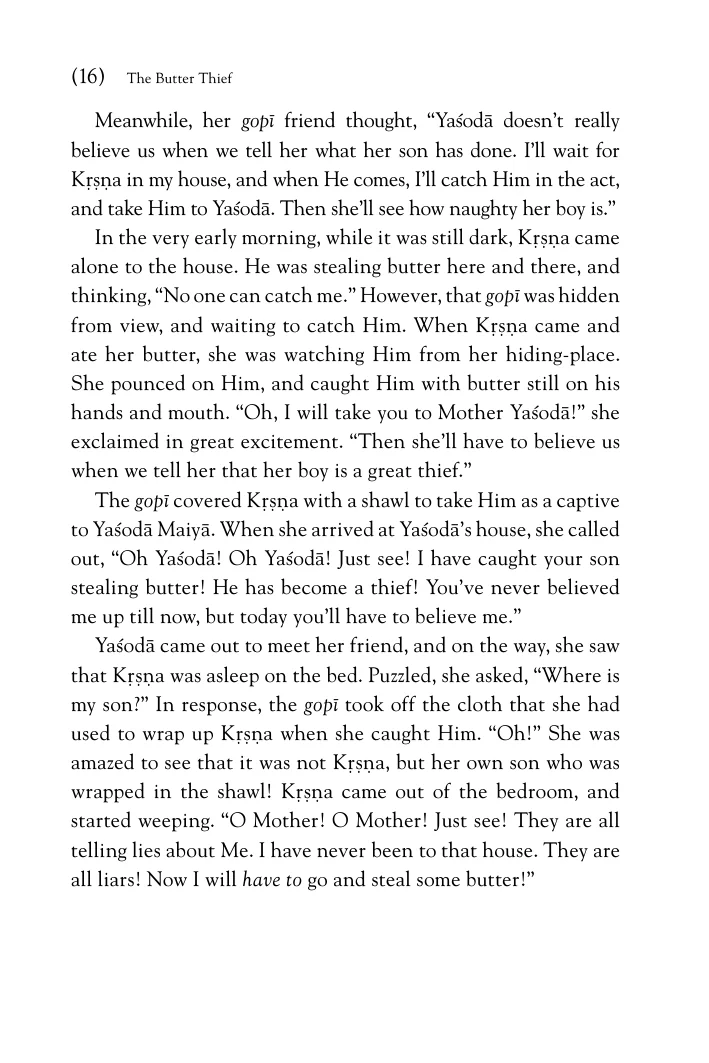 (16) The Butter Thief
Meanwhile, her gopī friend thought, “Yaśodā doesn’t really
believe us when we tell her what her son has done. I’ll wait for
Kṛṣṇa in my house, and when He comes, I’ll catch Him in the act,
and take Him to Yaśodā. Then she’ll see how naughty her boy is.”
In the very early morning, while it was still dark, Kṛṣṇa came
alone to the house. He was stealing butter here and there, and
thinking, “No one can catch me.” However, that gopī was hidden
from view, and waiting to catch Him. When Kṛṣṇa came and
ate her butter, she was watching Him from her hiding-place.
She pounced on Him, and caught Him with butter still on his
hands and mouth. “Oh, I will take you to Mother Yaśodā!” she
exclaimed in great excitement. “Then she’ll have to believe us
when we tell her that her boy is a great thief.”
The gopī covered Kṛṣṇa with a shawl to take Him as a captive
to Yaśodā Maiyā. When she arrived at Yaśodā’s house, she called
out, “Oh Yaśodā! Oh Yaśodā! Just see! I have caught your son
stealing butter! He has become a thief! You’ve never believed
me up till now, but today you’ll have to believe me.”
Yaśodā came out to meet her friend, and on the way, she saw
that Kṛṣṇa was asleep on the bed. Puzzled, she asked, “Where is
my son?” In response, the gopī took off the cloth that she had
used to wrap up Kṛṣṇa when she caught Him. “Oh!” She was
amazed to see that it was not Kṛṣṇa, but her own son who was
wrapped in the shawl! Kṛṣṇa came out of the bedroom, and
started weeping. “O Mother! O Mother! Just see! They are all
telling lies about Me. I have never been to that house. They are
all liars! Now I will have to go and steal some butter!”